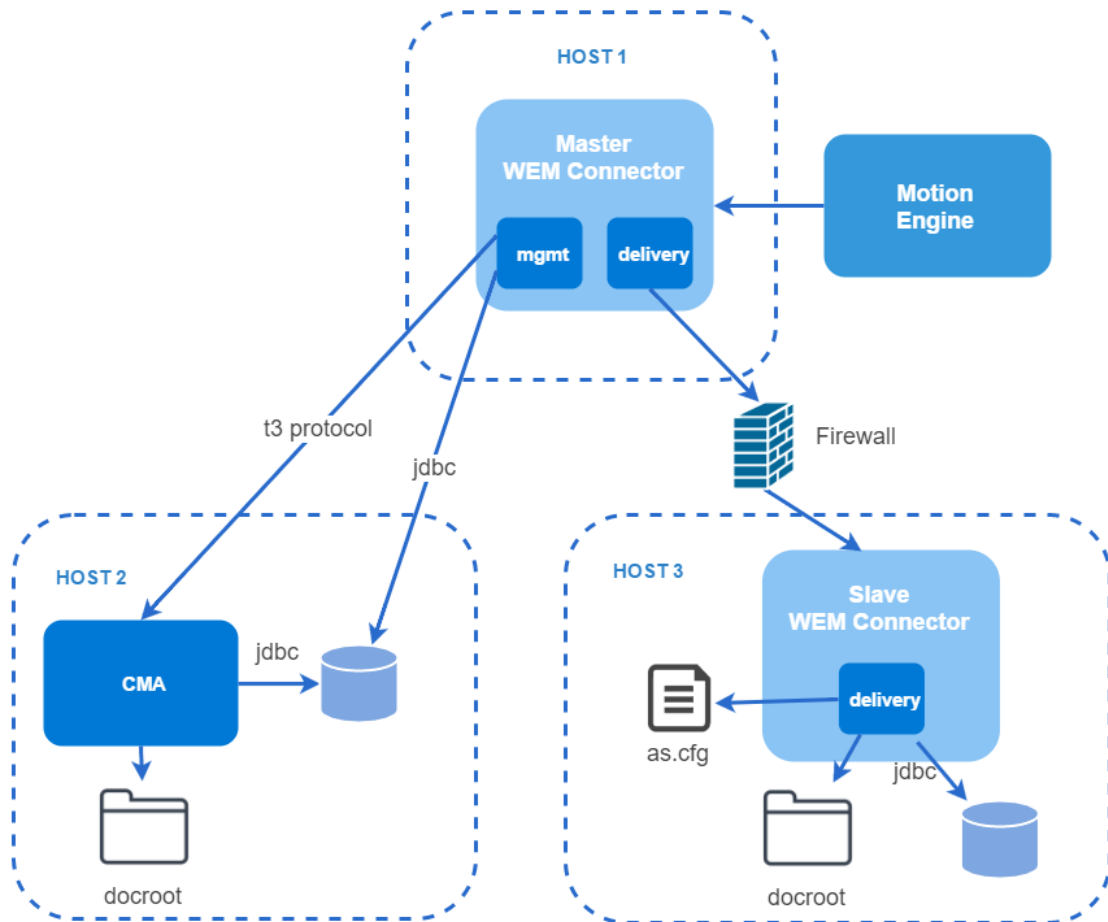 HOST 1
Master
WEM Connector
mgmt
delivery
Motion
Engine
t3 protocol
jdbc
Firewall
HOST 2
CMA
jdbc
docroot
HOST 3
Slave
WEM Connector
delivery
as.cfg
jdbc
docroot